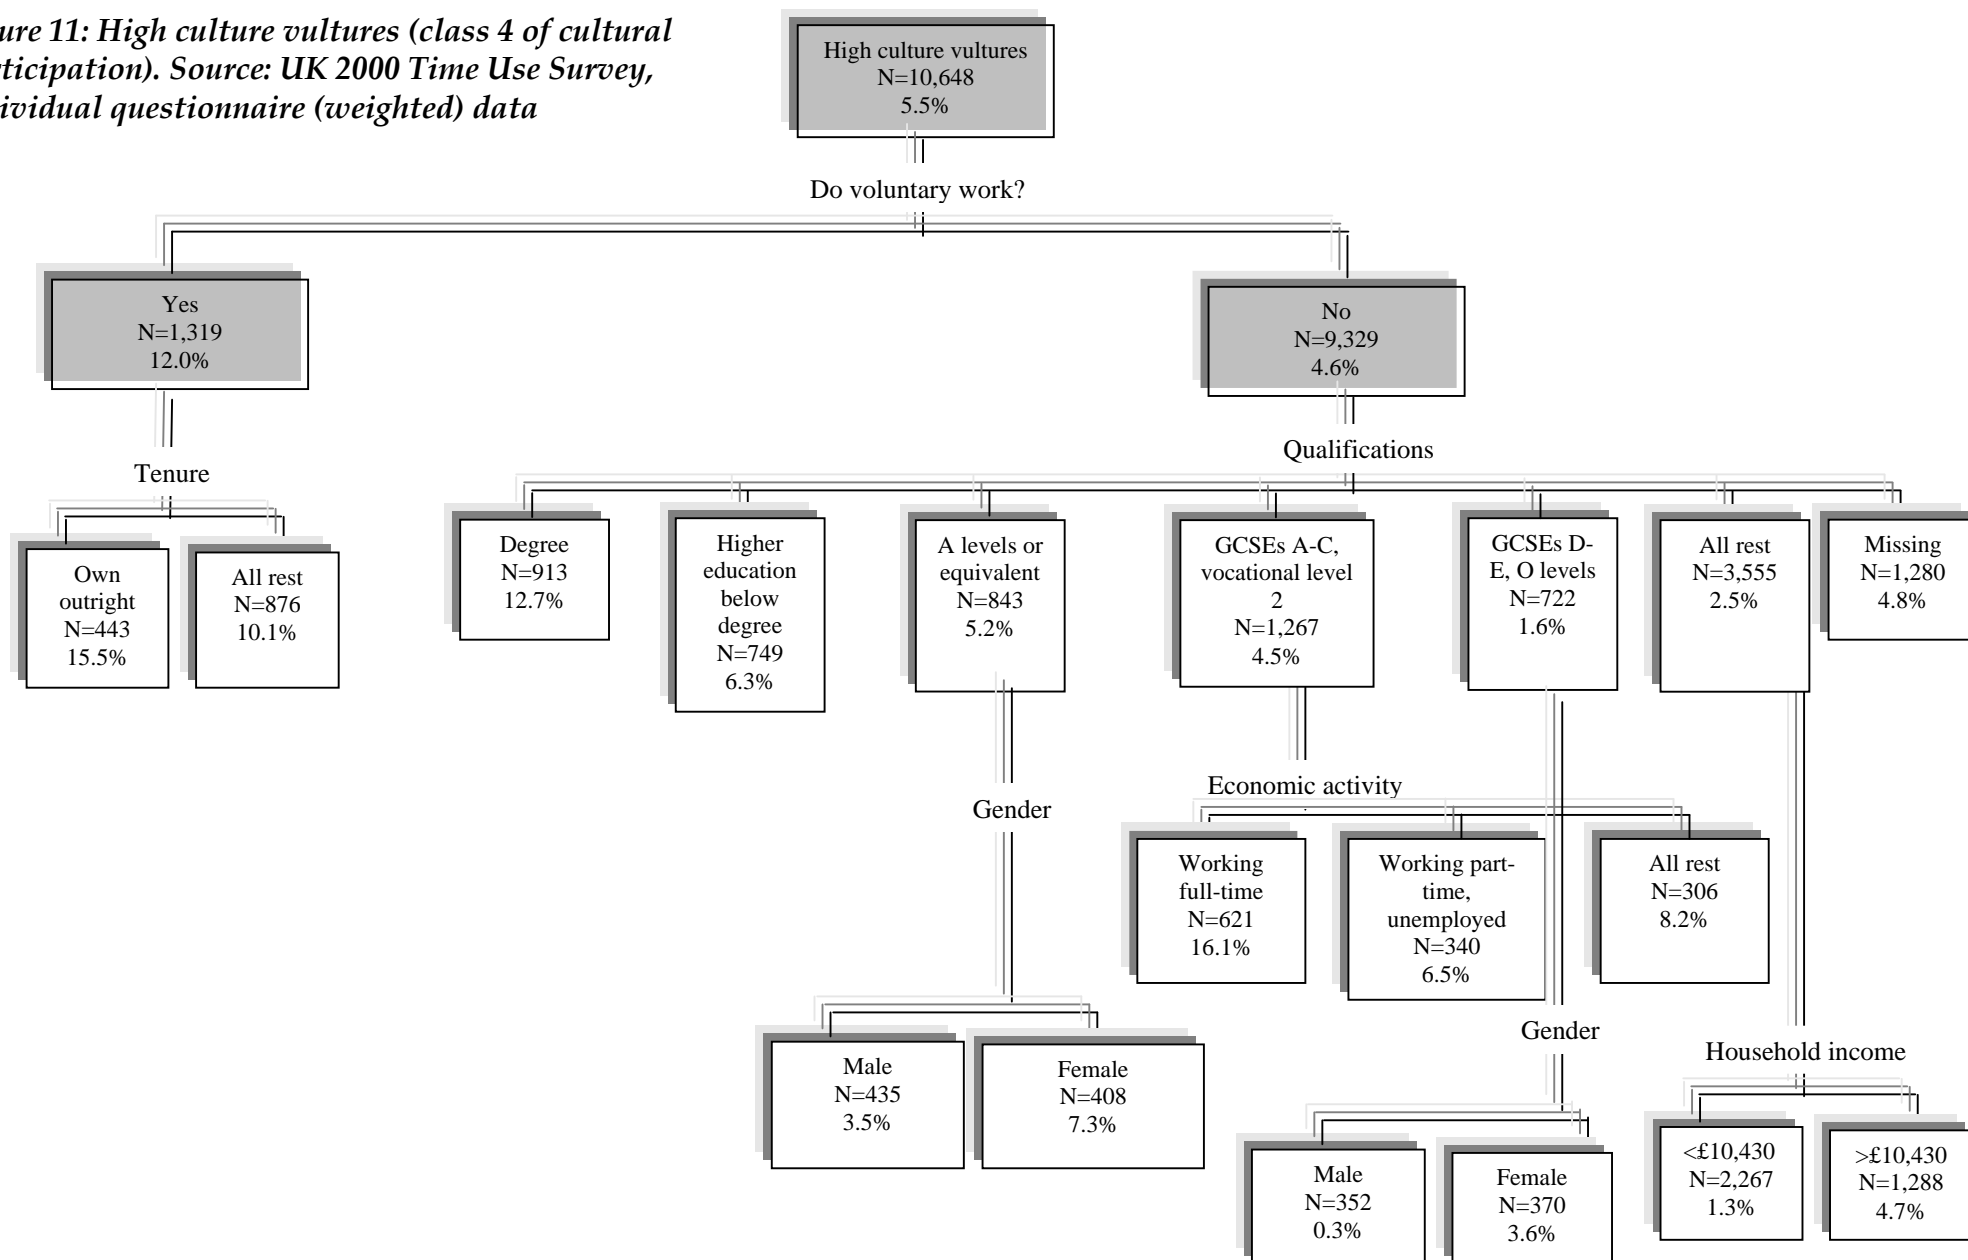 ure 11: High culture vultures (class 4 of cultural
ticipation). Source: UK 2000 Time Use Survey,
ividual questionnaire (weighted) data
High culture vultures
N=10,648
5.5%
Do voluntary work?
Yes
N=1,319
12.0%
No
N=9,329
4.6%
Tenure
Own
outright
N=443
15.5%
All rest
N=876
10.1%
Qualifications
Degree
N=913
12.7%
Higher
education
below
degree
N=749
6.3%
A levels or
equivalent
N=843
5.2%
GCSEs A-C,
vocational level
2
N=1,267
4.5%
GCSEs D-
E, O levels
N=722
1.6%
All rest
N=3,555
2.5%
Missing
N=1,280
4.8%
Gender
Male
N=435
3.5%
Female
N=408
7.3%
Economic activity
Working
full-time
N=621
16.1%
Working part-
time,
unemployed
N=340
6.5%
All rest
N=306
8.2%
Gender
Male
N=352
0.3%
Female
N=370
3.6%
Household income
<£10,430
N=2,267
1.3%
>£10,430
N=1,288
4.7%